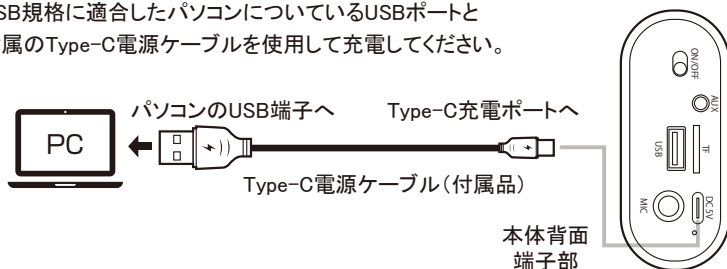 SB規格に適合したパソコンについているUSBポートと
属のType-C電源ケーブルを使用して充電してください。
パソコンのUSB端子へ
Type-C充電ポートへ
PC
Type-C電源ケーブル（付属品）
本体背面
端子部
ON/OFF
AUX
TF
USB
MIC
DC 5V